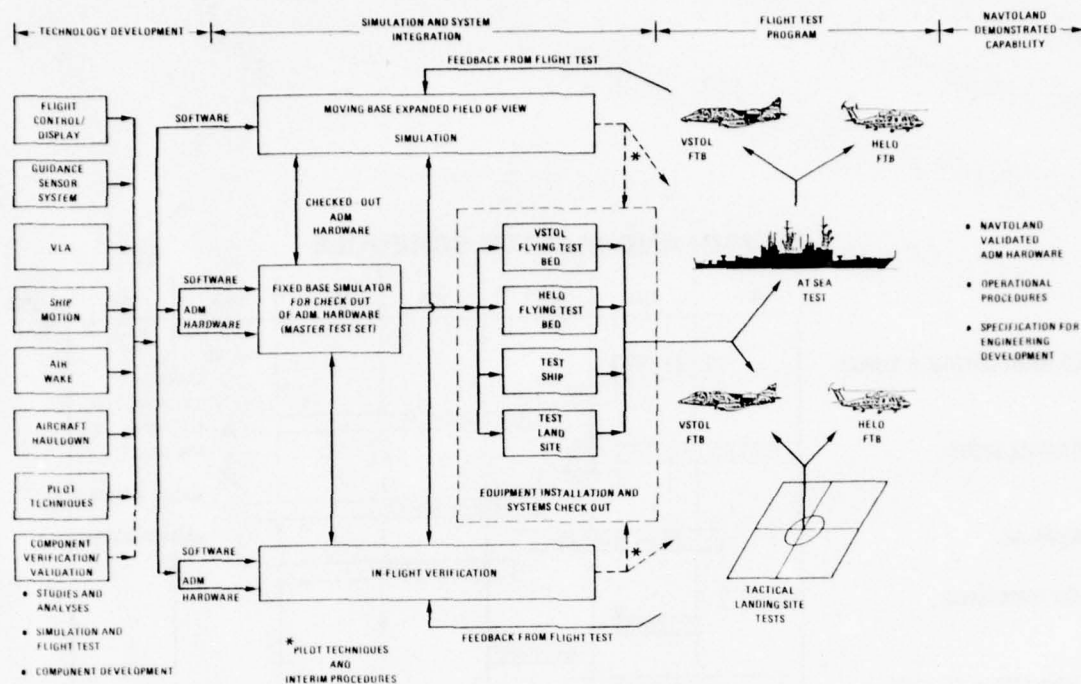 TECHNOLOGY DEVELOPMENT
SIMULATION AND SYSTEM
INTEGRATION
FLIGHT TEST
PROGRAM
NAVTOLAND
DEMONSTRATED
CAPABILITY
FEEDBACK FROM FLIGHT TEST
FLIGHT
CONTROL/
DISPLAY
GUIDANCE
SENSOR
SYSTEM
VLA
SHIP
MOTION
AIR
WAKE
AIRCRAFT
HAULDOWN
PILOT
TECHNIQUES
COMPONENT
VERIFICATION/
VALIDATION
• STUDIES AND
ANALYSES
• SIMULATION AND
FLIGHT TEST
• COMPONENT DEVELOPMENT
SOFTWARE
MOVING BASE EXPANDED FIELD OF VIEW
SIMULATION
CHECKED OUT
ADM
HARDWARE
SOFTWARE
ADM
HARDWARE
FIXED BASE SIMULATOR
FOR CHECK OUT
OF ADM. HARDWARE
(MASTER TEST SET)
SOFTWARE
ADM
HARDWARE
IN-FLIGHT VERIFICATION
FEEDBACK FROM FLIGHT TEST
*PILOT TECHNIQUES
AND
INTERIM PROCEDURES
*
VSTOL
FLYING TEST
BED
HELO
FLYING TEST
BED
TEST
SHIP
TEST
LAND
SITE
EQUIPMENT INSTALLATION AND
SYSTEMS CHECK OUT
*
VSTOL
FTB
HELO
FTB
AT SEA
TEST
VSTOL
FTB
HELO
FTB
TACTICAL
LANDING SITE
TESTS
• NAVTOLAND
VALIDATED
ADM HARDWARE
• OPERATIONAL
PROCEDURES
• SPECIFICATION FOR
ENGINEERING
DEVELOPMENT